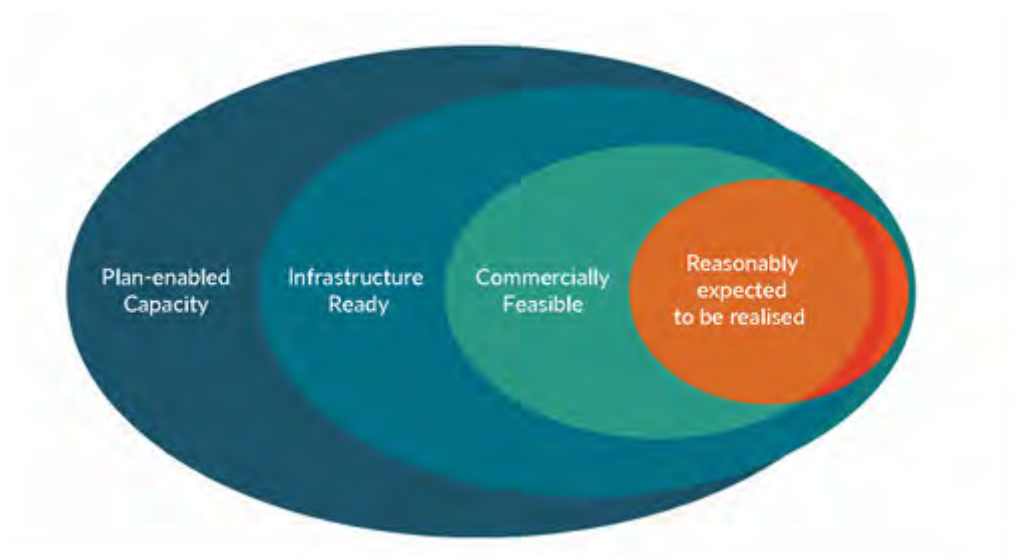 Plan-enabled
Capacity
Infrastructure
Ready
Commercially
Feasible
Reasonably
expected
to be realised